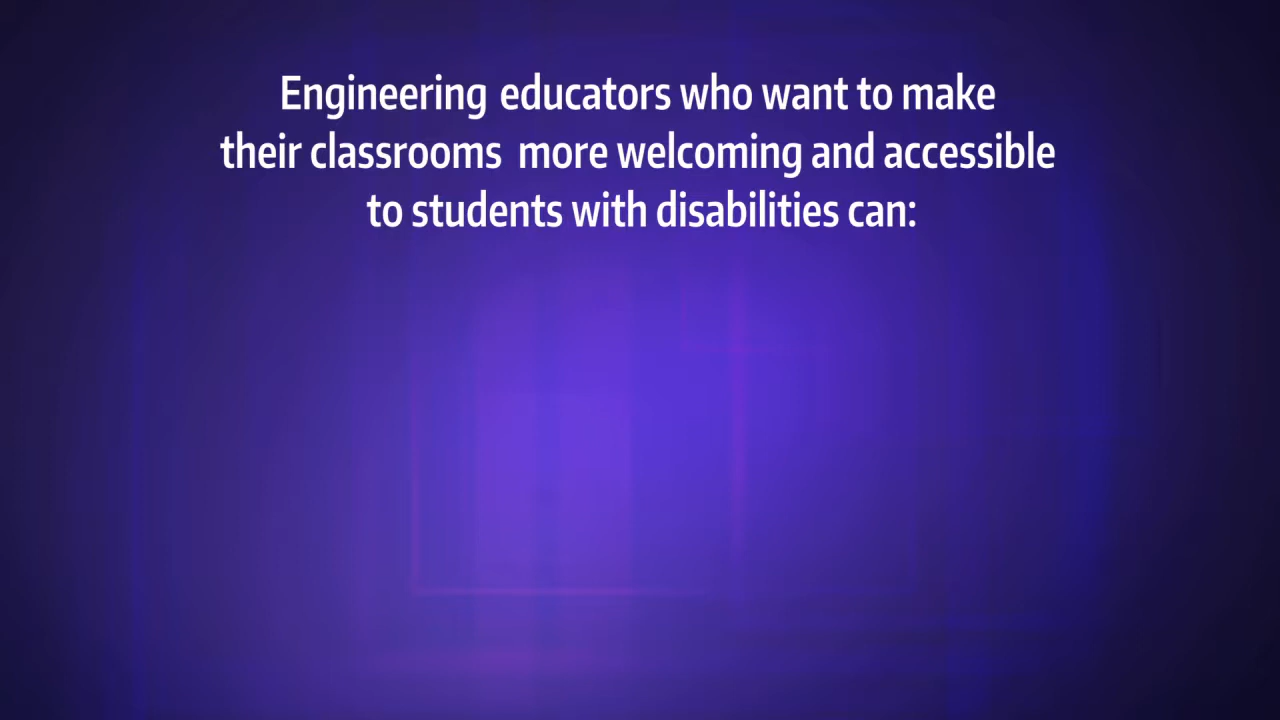 Engineering educators who want to make
their classrooms more welcoming and accessible
to students with disabilities can: